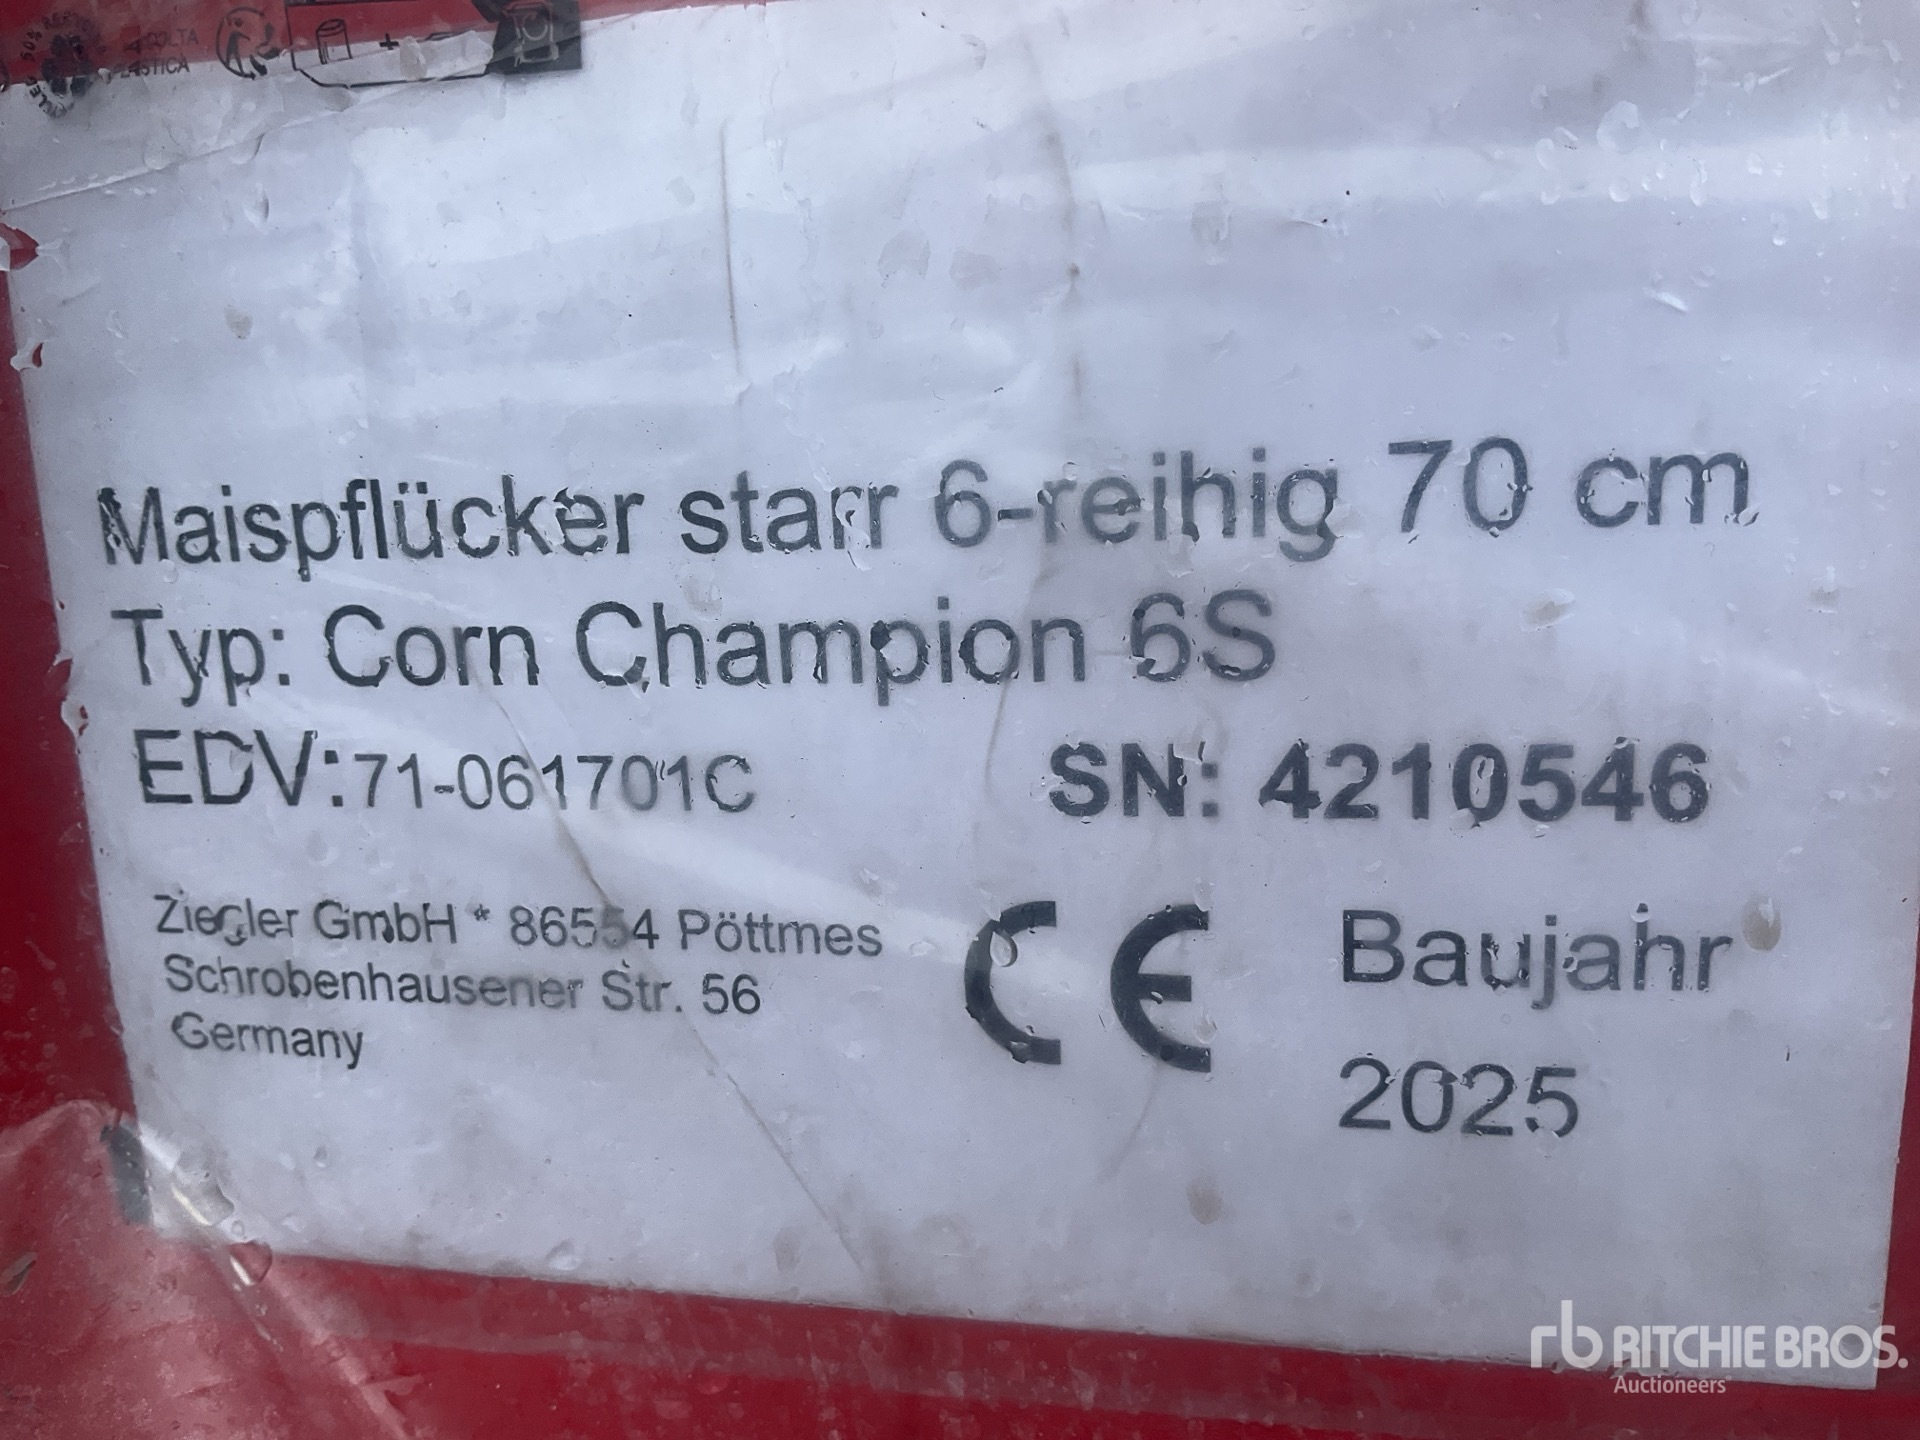 Maispflücker starr 6-reihig 70 cm
Typ: Corn Champion 6S
EDV:71-061701C SN: 4210546
Ziegler GmbH * 86554 Pöttmes
Schrobenhausener Str. 56
Germany
CE
Baujahr
2025
rb RITCHIE BROS.
Auctioneers